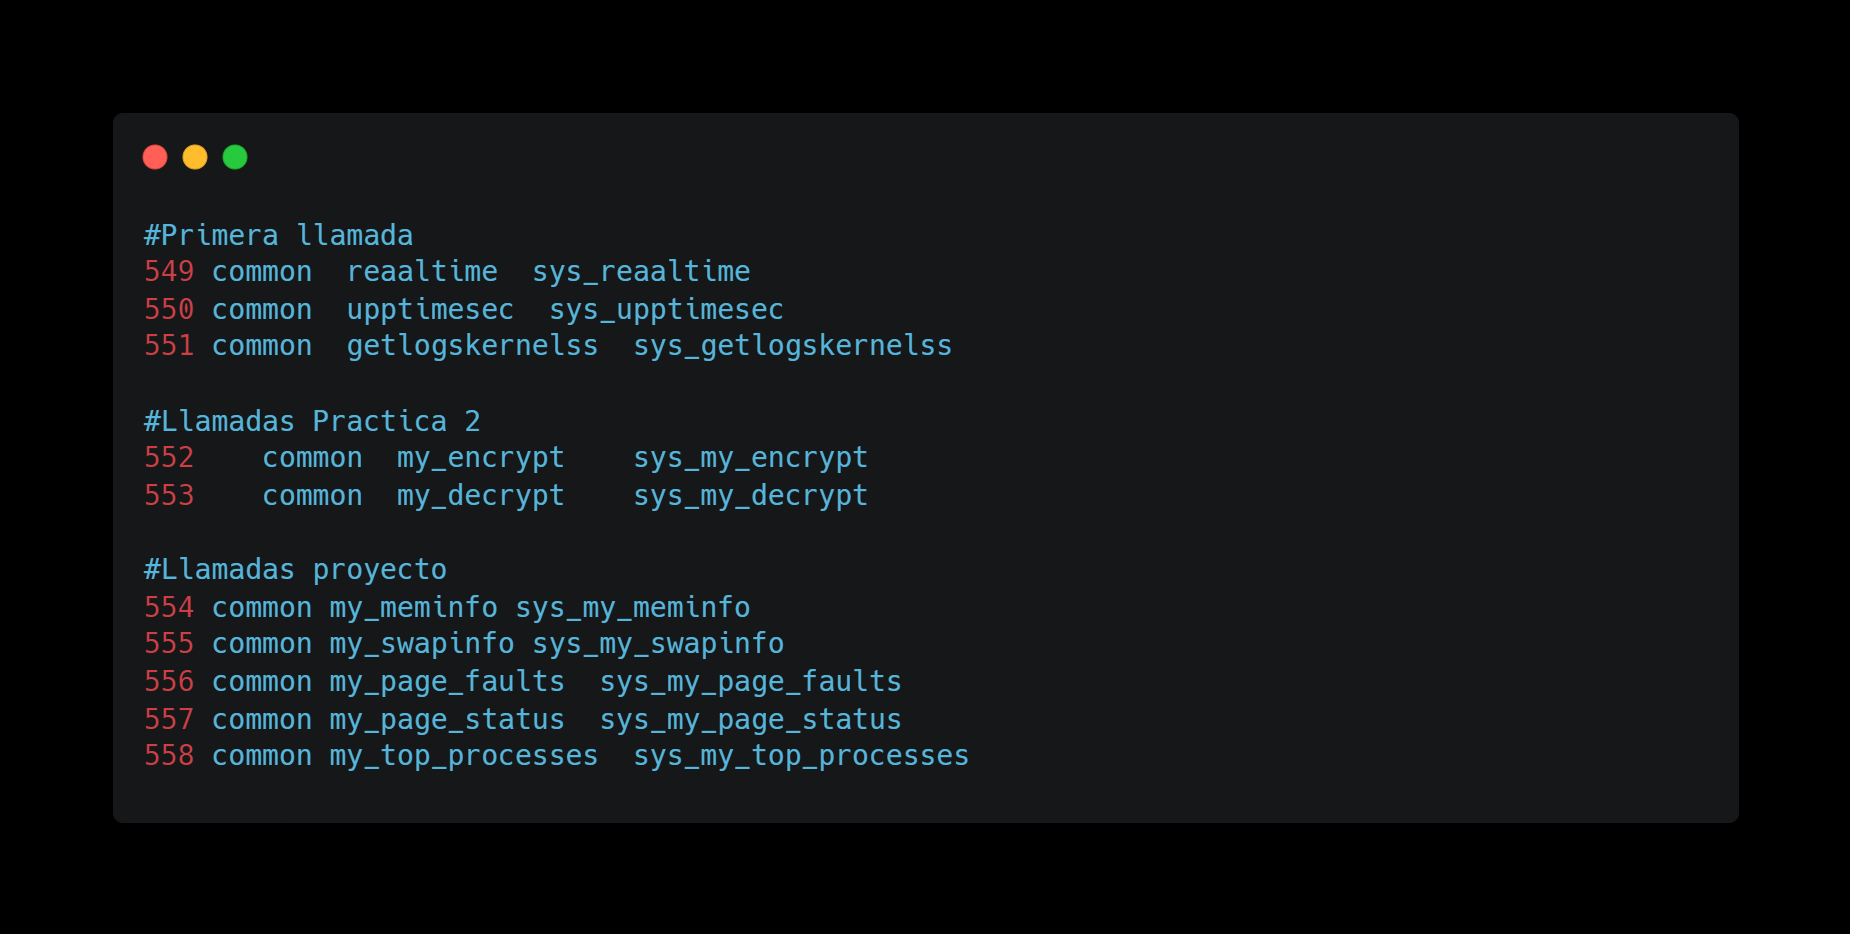 #Primera llamada
549 common  reaaltime  sys_reaaltime
550 common  upptimesec  sys_upptimesec
551 common  getlogskernelss  sys_getlogskernelss

#Llamadas Practica 2
552    common  my_encrypt    sys_my_encrypt
553    common  my_decrypt    sys_my_decrypt

#Llamadas proyecto
554 common my_meminfo sys_my_meminfo
555 common my_swapinfo sys_my_swapinfo
556 common my_page_faults  sys_my_page_faults
557 common my_page_status  sys_my_page_status
558 common my_top_processes  sys_my_top_processes